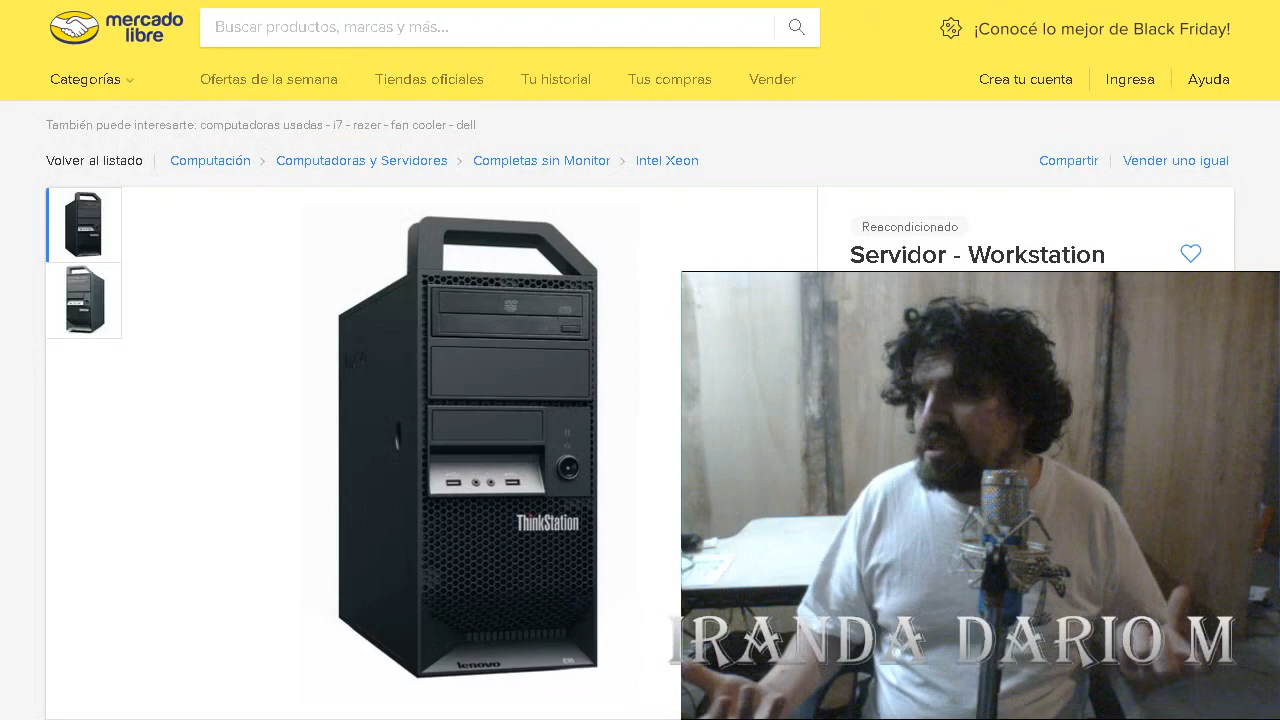 mercado
libre
Buscar productos, marcas y más...
¡Conocé lo mejor de Black Friday!
Categorías
Ofertas de la semana
Tiendas oficiales
Tu historial
Tus compras
Vender
Crea tu cuenta
Ingresa
Ayuda
También puede interesarte: computadoras usadas - i7 - razer - fan cooler - dell
Volver al listado
Computación
Computadoras y Servidores
Completas sin Monitor
Intel Xeon
Compartir
Vender uno igual
Reacondicionado
Servidor - Workstation
ThinkStation
lenovo
IRANDA DARIO M